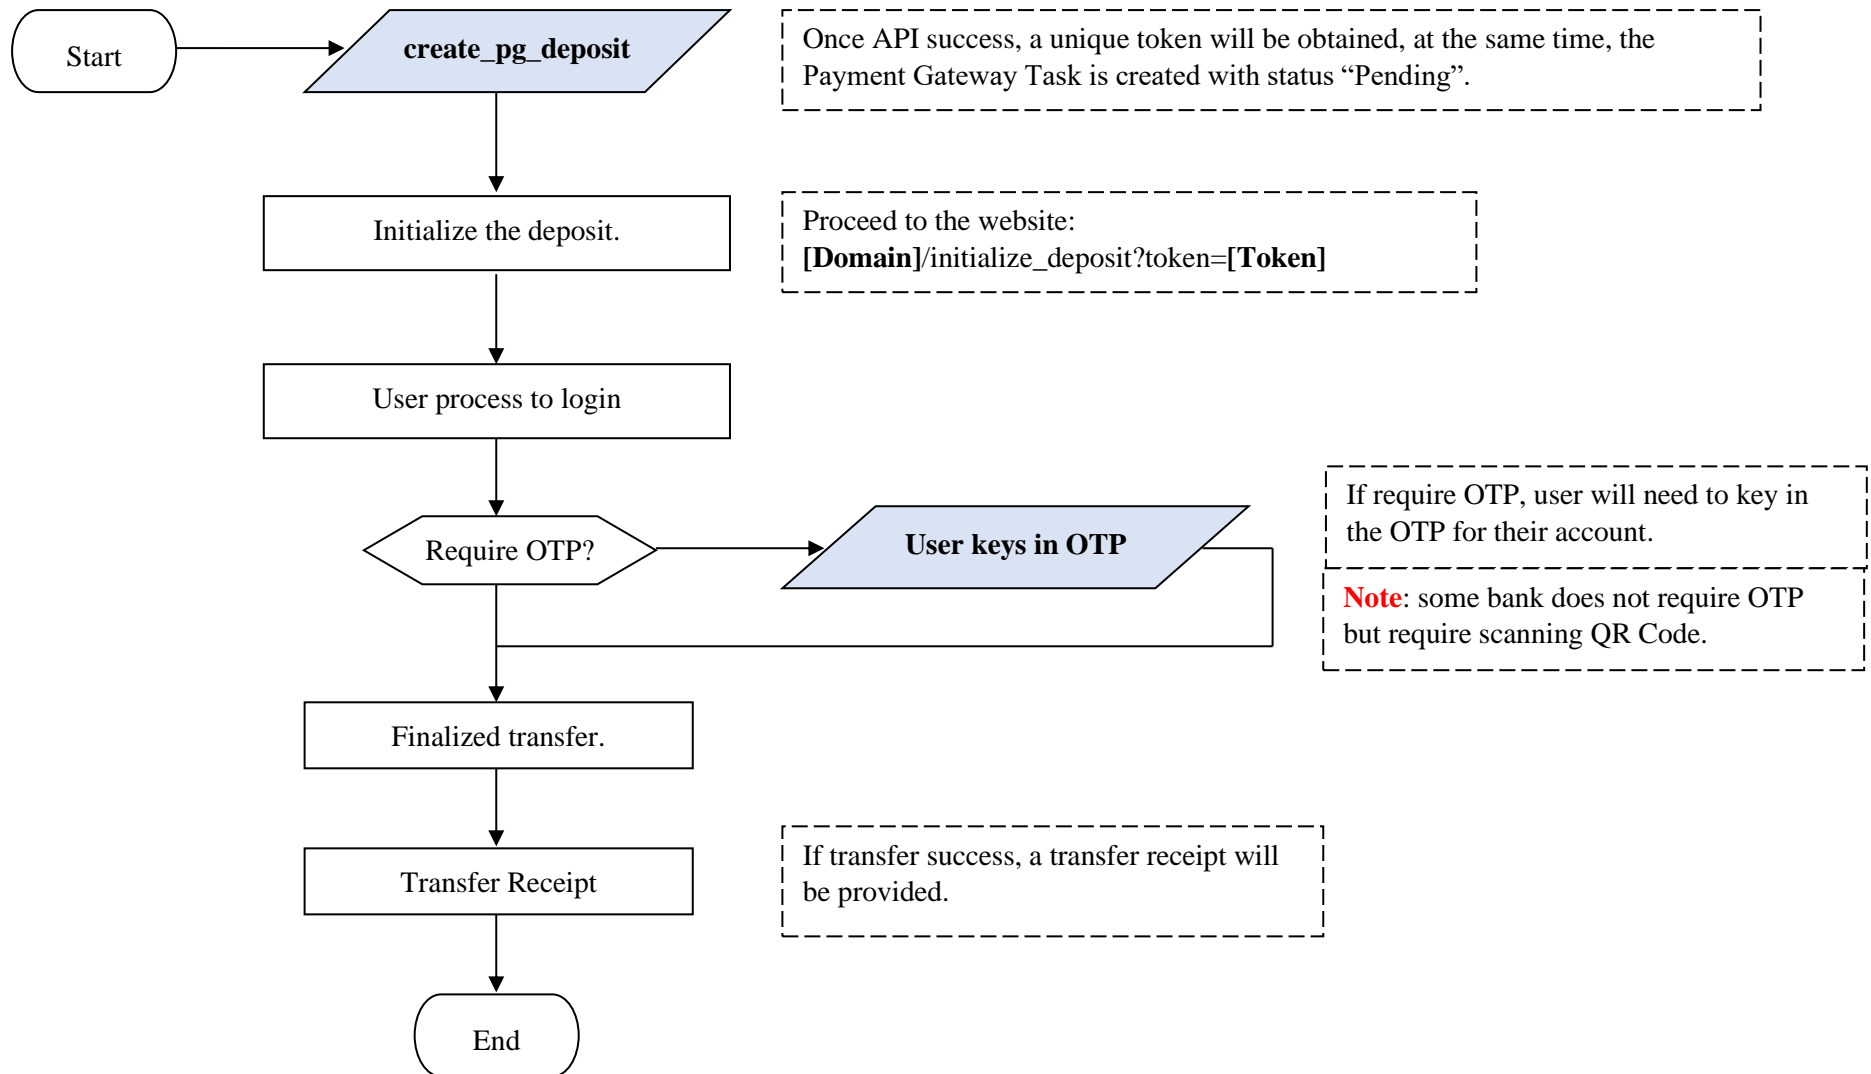 Start
create_pg_deposit
Once API success, a unique token will be obtained, at the same time, the
Payment Gateway Task is created with status “Pending”.
Initialize the deposit.
Proceed to the website:
[Domain]/initialize_deposit?token=[Token]
User process to login
Require OTP?
User keys in OTP
If require OTP, user will need to key in
the OTP for their account.
Note: some bank does not require OTP
but require scanning QR Code.
Finalized transfer.
Transfer Receipt
If transfer success, a transfer receipt will
be provided.
End